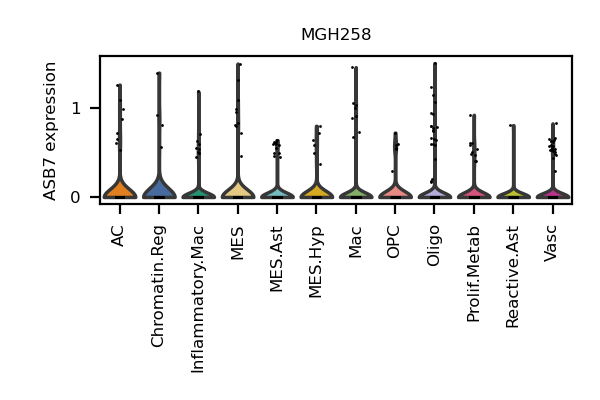 MGH258
ASB7 expression
1
0
AC
Chromatin.Reg
Inflammatory.Mac
MES
MES.Ast
MES.Hyp
Mac
OPC
Oligo
Prolif.Metab
Reactive.Ast
Vasc